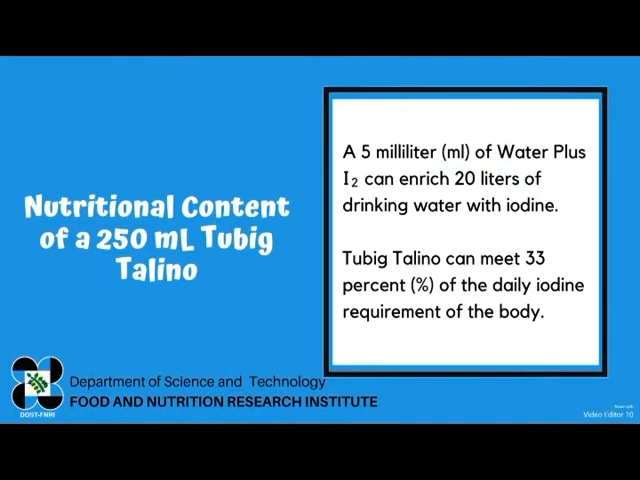 Nutritional Content
of a 250 mL Tubig
Talino
A 5 milliliter (ml) of Water Plus
I₂ can enrich 20 liters of
drinking water with iodine.
Tubig Talino can meet 33
percent (%) of the daily iodine
requirement of the body.
Department of Science and Technology
FOOD AND NUTRITION RESEARCH INSTITUTE
DOST-FNRI
Made with
Video Editor 10